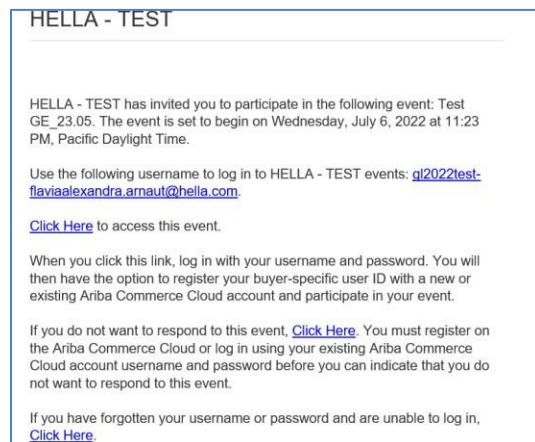 HELLA - TEST
HELLA - TEST has invited you to participate in the following event: Test
GE_23.05. The event is set to begin on Wednesday, July 6, 2022 at 11:23
PM, Pacific Daylight Time.
Use the following username to log in to HELLA - TEST events: gl2022test-
flaviaalexandra.arnaut@hella.com.
Click Here to access this event.
When you click this link, log in with your username and password. You will
then have the option to register your buyer-specific user ID with a new or
existing Ariba Commerce Cloud account and participate in your event.
If you do not want to respond to this event, Click Here. You must register on
the Ariba Commerce Cloud or log in using your existing Ariba Commerce
Cloud account username and password before you can indicate that you do
not want to respond to this event.
If you have forgotten your username or password and are unable to log in,
Click Here.